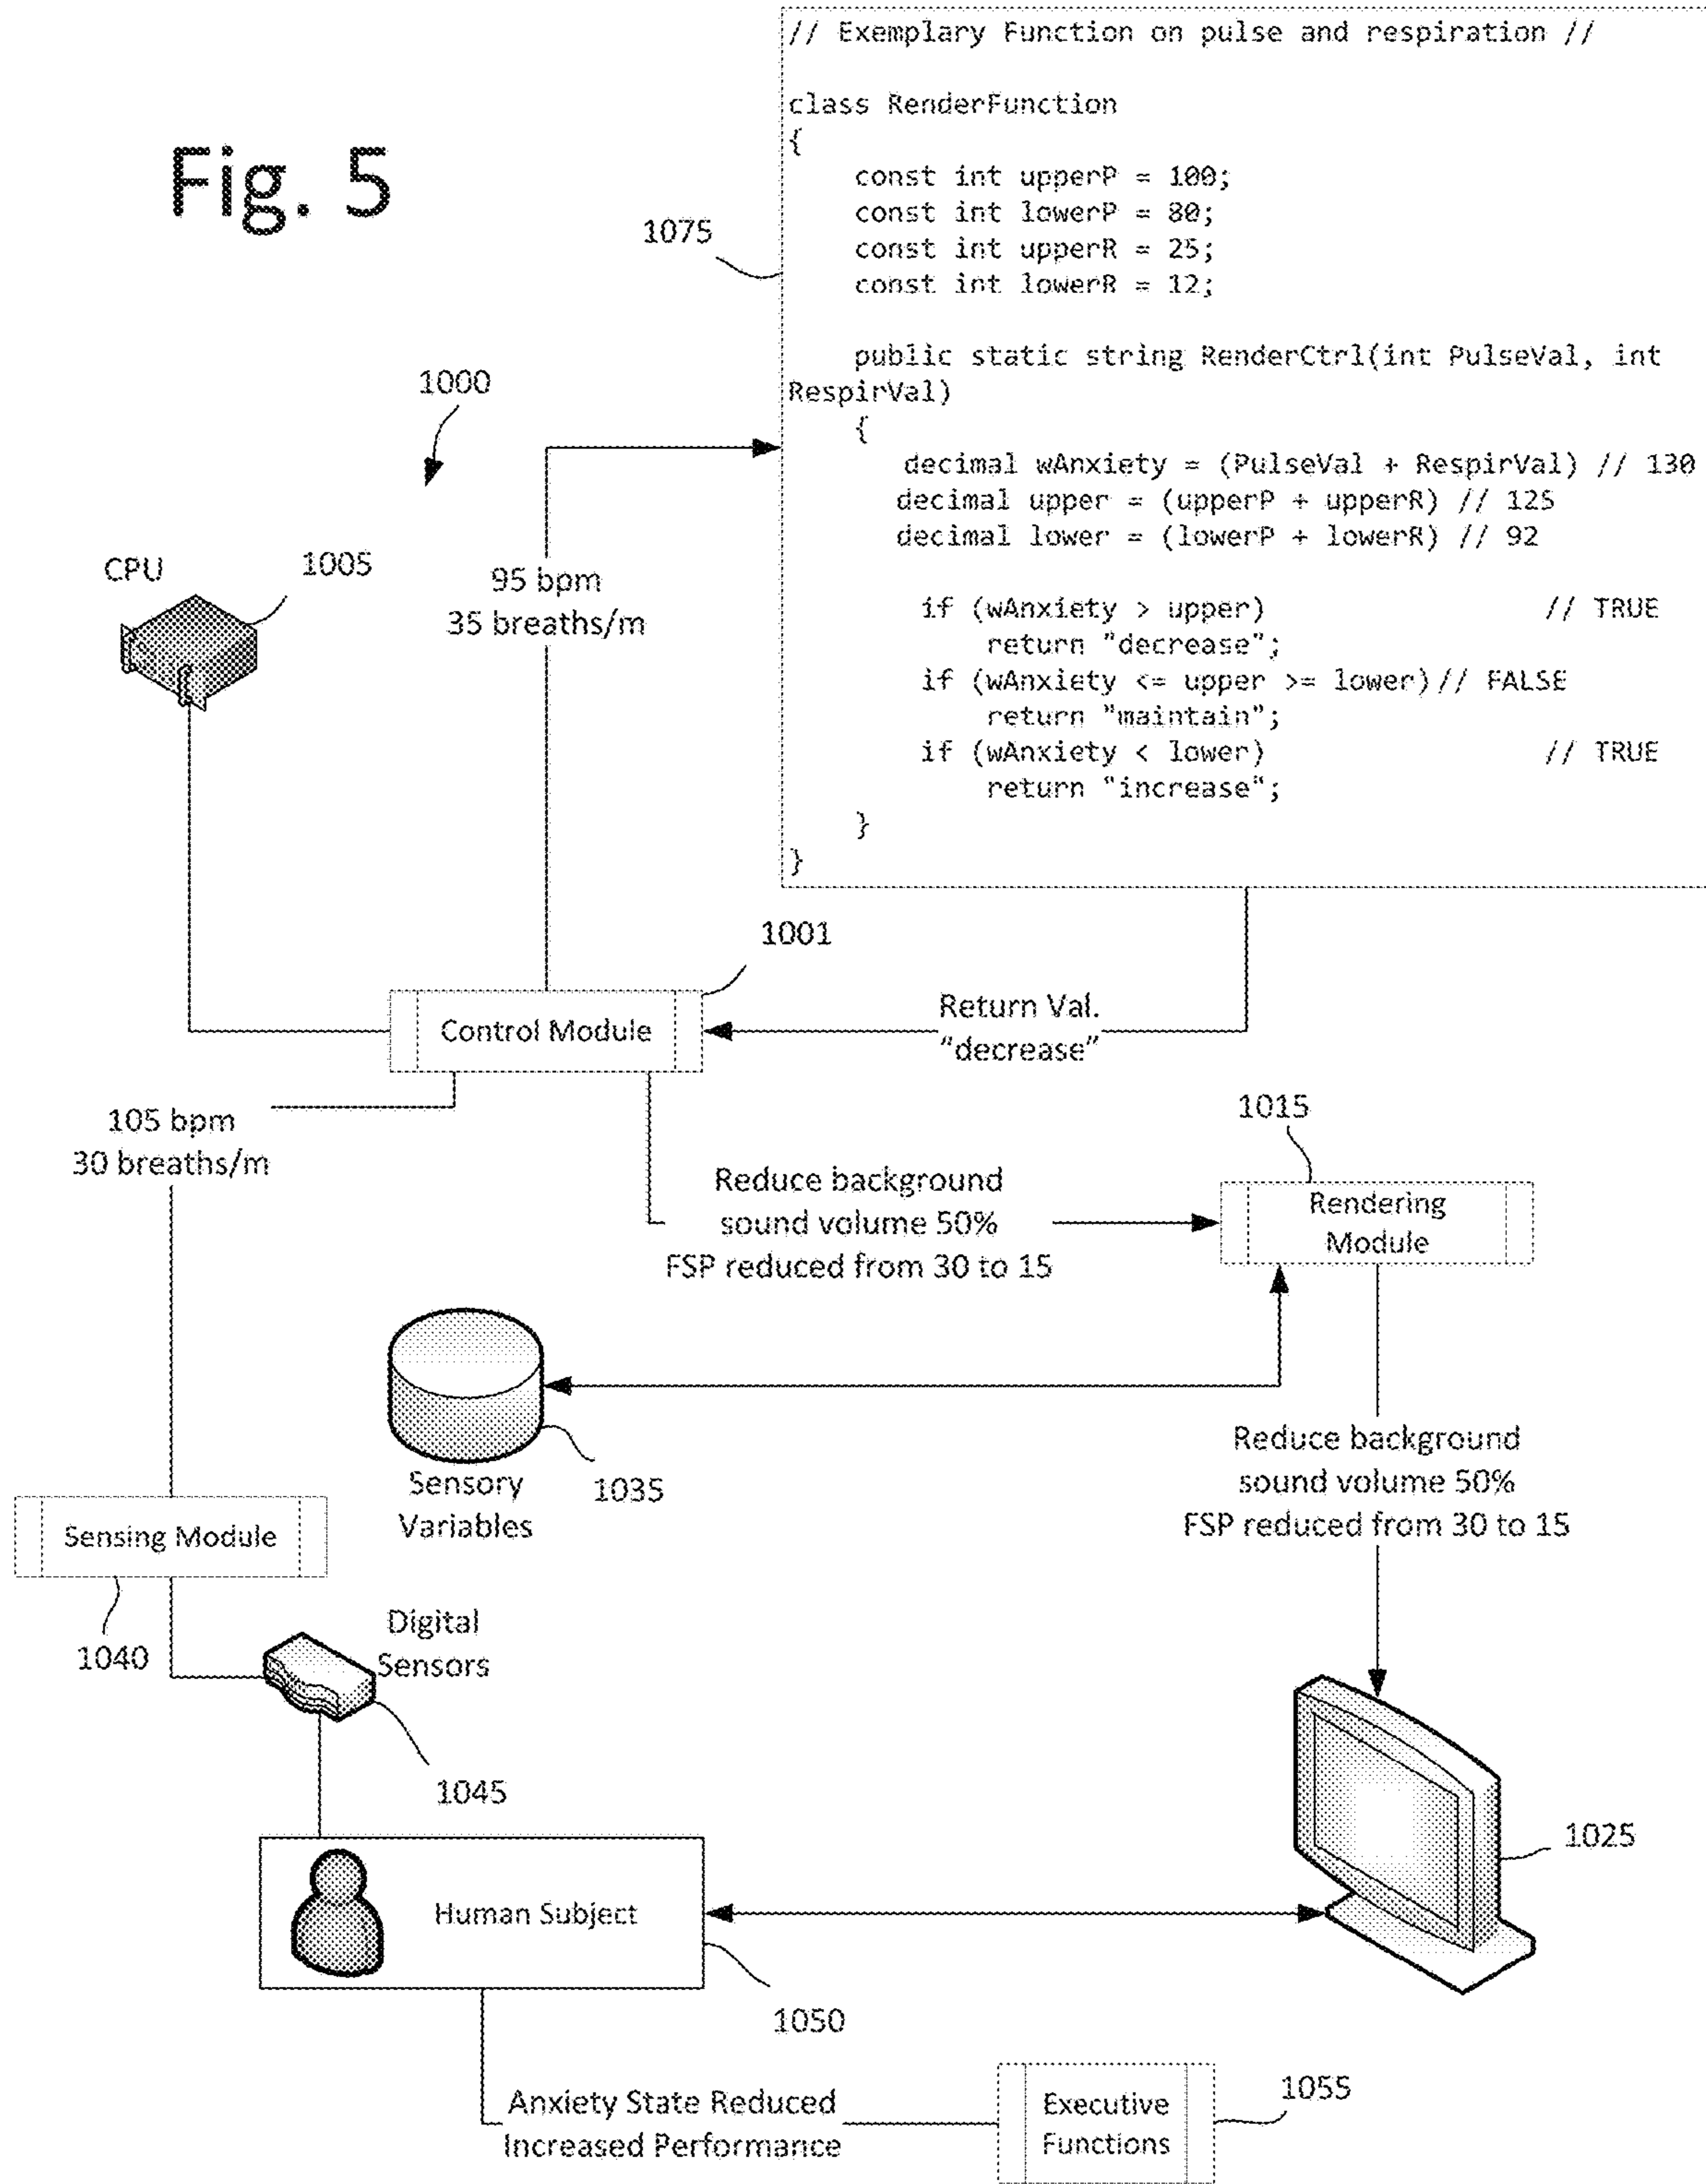 Fig. 5
// Exemplary Function on pulse and respiration //
class RenderFunction
{
const int upperP = 100;
const int lowerP = 80;
const int upperR = 25;
const int lowerR = 12;
public static string RenderCtrl(int PulseVal, int
RespirVal)
{
decimal wAnxiety = (PulseVal + RespirVal) // 130
decimal upper = (upperP + upperR) // 125
decimal lower = (lowerP + lowerR) // 92
if (wAnxiety > upper) // TRUE
return "decrease";
if (wAnxiety <= upper >= lower)// FALSE
return "maintain";
if (wAnxiety < lower) // TRUE
return "increase";
}
}
1075
1000
CPU
1005
95 bpm
35 breaths/m
1001
Control Module
Return Val.
"decrease"
105 bpm
30 breaths/m
Reduce background
sound volume 50%
FSP reduced from 30 to 15
1015
Rendering
Module
Sensory
Variables
1035
Reduce background
sound volume 50%
FSP reduced from 30 to 15
Sensing Module
1040
Digital
Sensors
1045
Human Subject
1050
1025
Anxiety State Reduced
Increased Performance
Executive
Functions
1055